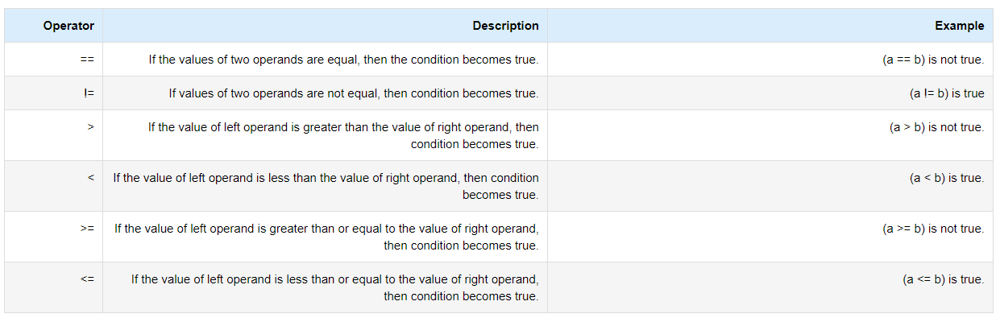 Operator Description Example
== If the values of two operands are equal, then the condition becomes true. (a == b) is not true.
!= If values of two operands are not equal, then condition becomes true. (a != b) is true
> If the value of left operand is greater than the value of right operand, then (a > b) is not true.
condition becomes true.
< If the value of left operand is less than the value of right operand, then condition (a < b) is true.
becomes true.
>= If the value of left operand is greater than or equal to the value of right operand, (a >= b) is not true.
then condition becomes true.
<= If the value of left operand is less than or equal to the value of right operand, (a <= b) is true.
then condition becomes true.